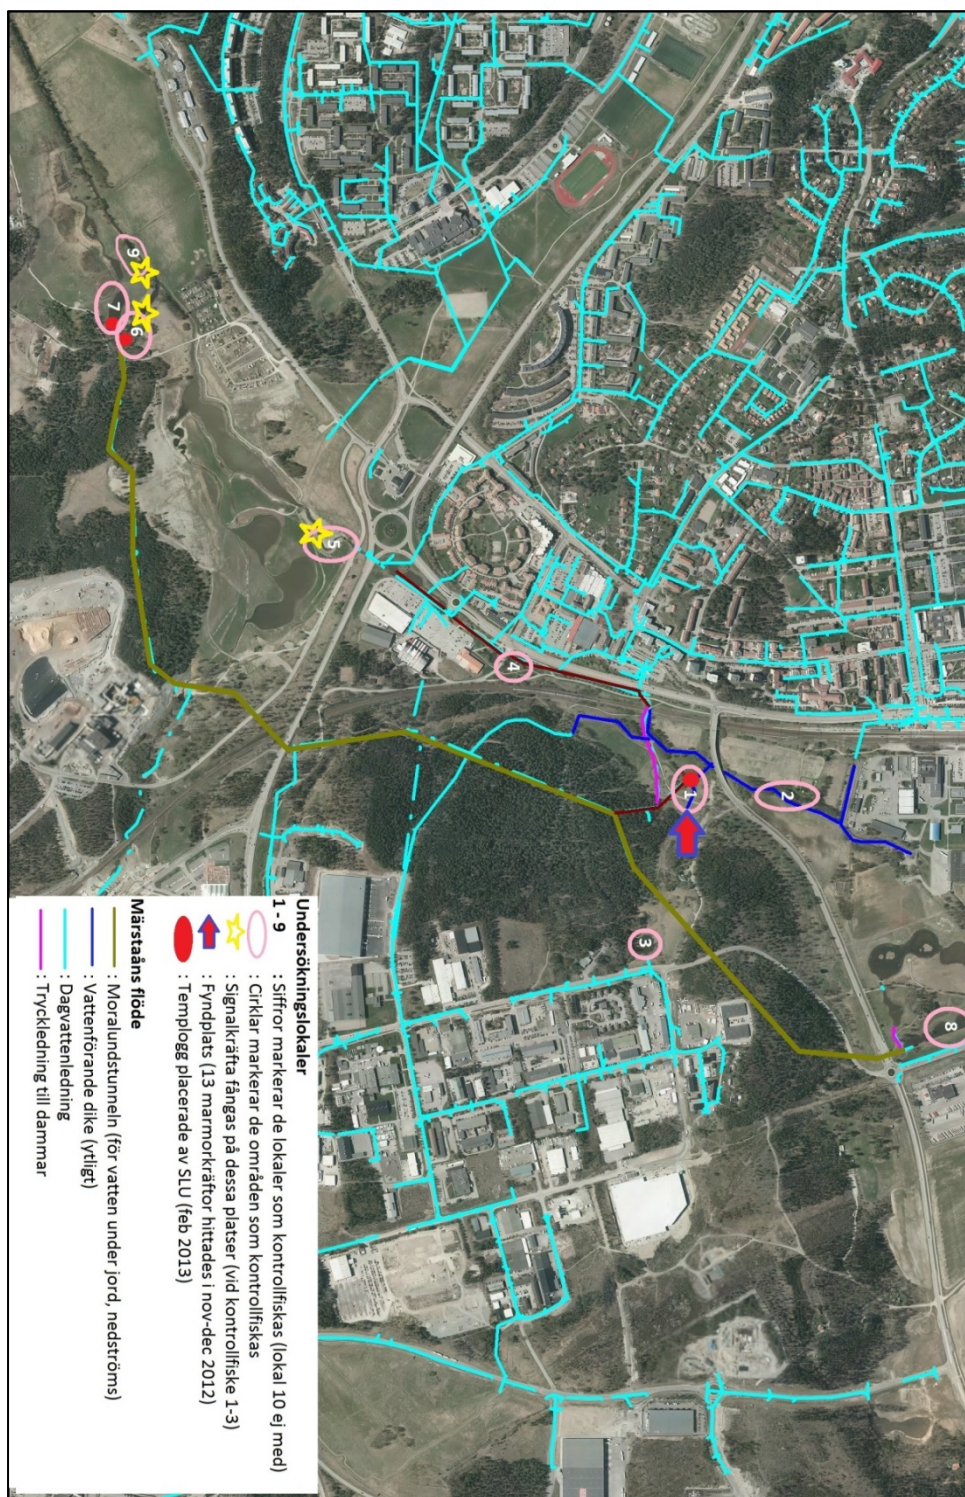 Undersökningslokaler
1 - 9 : Siffror markerar de lokaler som kontrollfiskas (lokal 10 ej med)
: Cirklar markerar de områden som kontrollfiskas
: Signalkräfta fångas på dessa platser (vid kontrollfiske 1-3)
: Fyndplats (13 marmorkräftor hittades i nov-dec 2012)
: Templogg placerade av SLU (feb 2013)
Märstaåns flöde
: Moralundstunneln (för vatten under jord, nedströms)
: Vattenförande dike (ytligt)
: Dagvattenledning
: Tryckledning till dammar
8
3
2
1
4
5
6
7
9